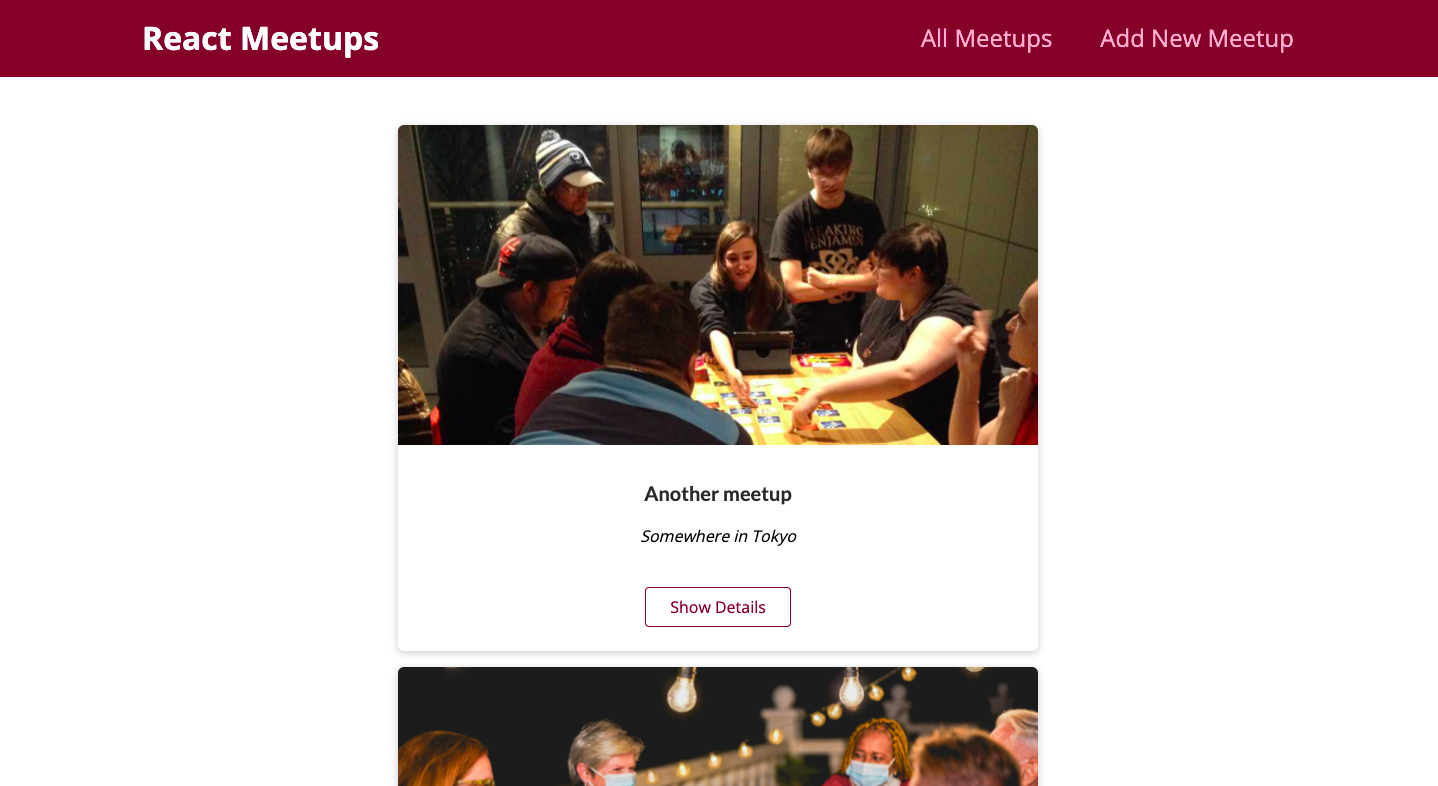 React Meetups
All Meetups
Add New Meetup
BREAKING
BENJAMIN
Another meetup
Somewhere in Tokyo
Show Details